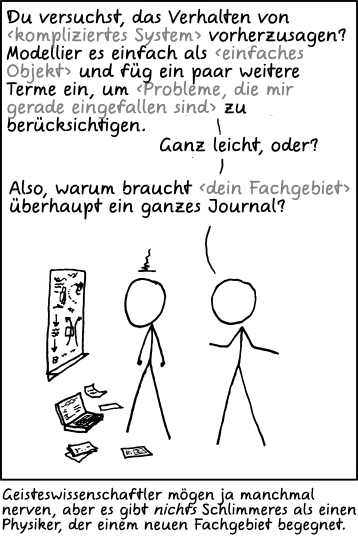 Du versuchst, das Verhalten von
<kompliziertes System> vorherzusagen?
Modellier es einfach als <einfaches
Objekt> und füg ein paar weitere
Terme ein, um <Probleme, die mir
gerade eingefallen sind> zu
berücksichtigen.
Ganz leicht, oder?
Also, warum braucht <dein Fachgebiet>
überhaupt ein ganzes Journal?
Geisteswissenschaftler mögen ja manchmal
nerven, aber es gibt nichts Schlimmeres als einen
Physiker, der einem neuen Fachgebiet begegnet.